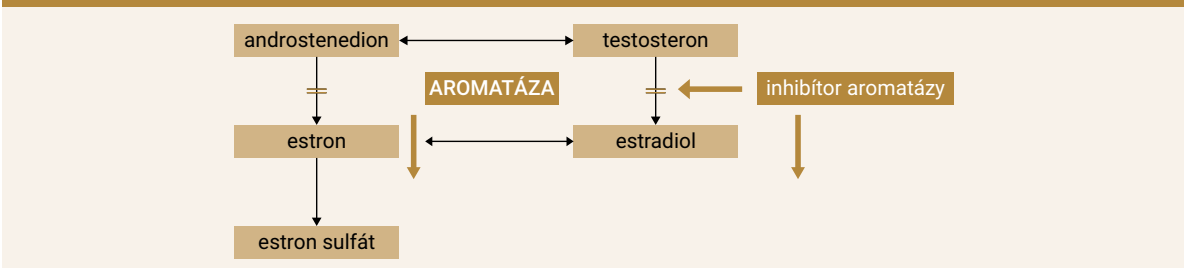 androstenedion
testosteron
AROMATÁZA
inhibítor aromatázy
estron
estradiol
estron sulfát